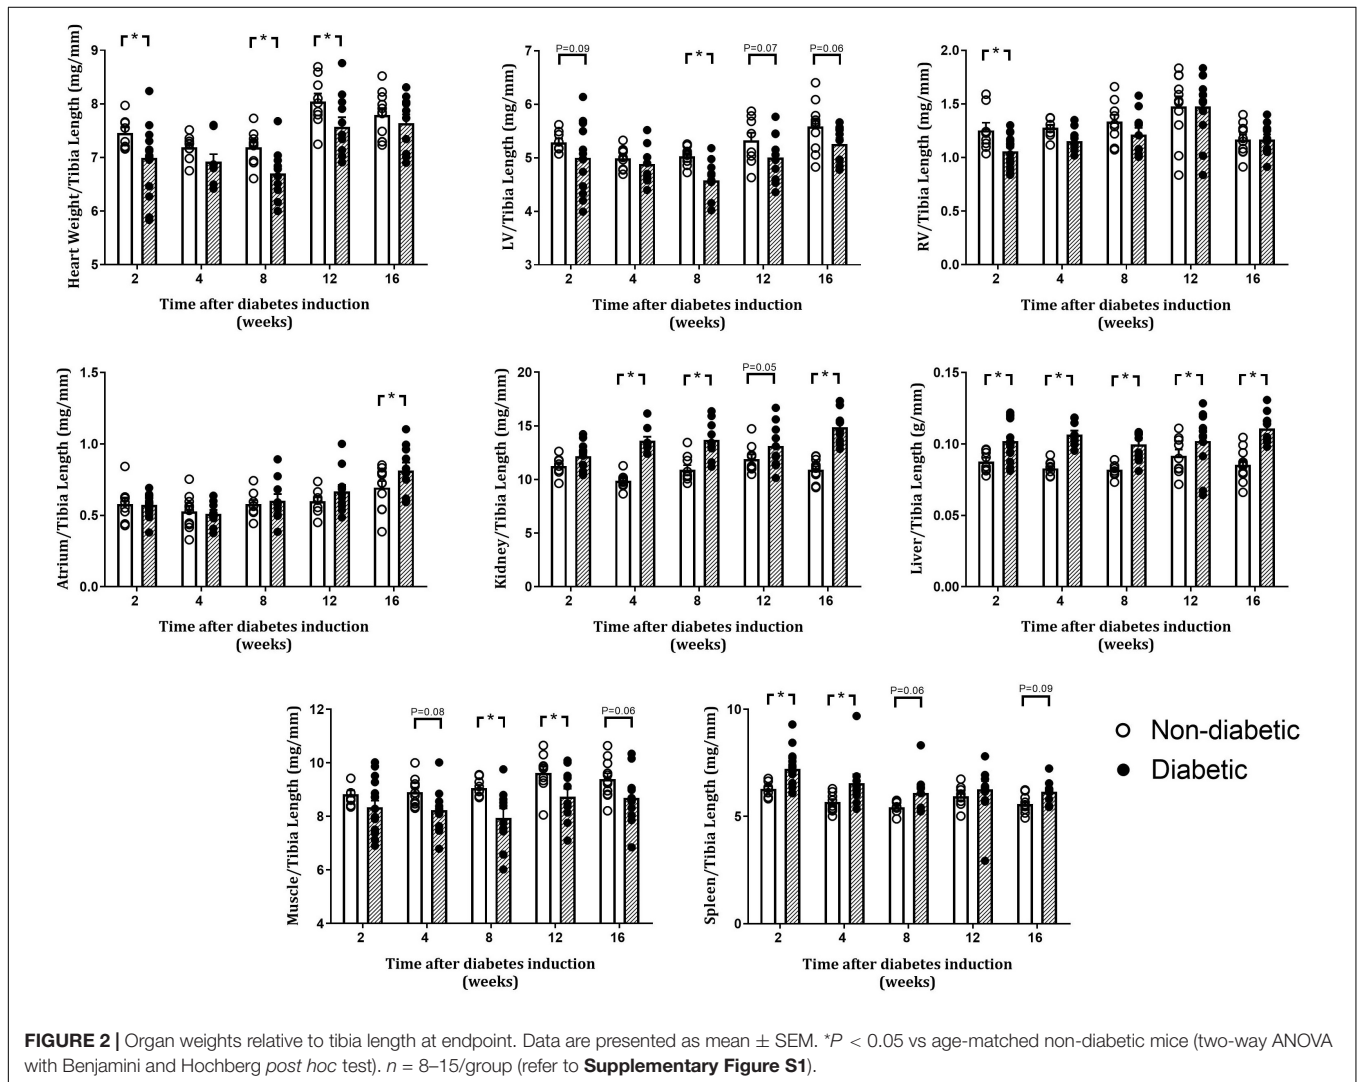 Heart Weight/Tibia Length (mg/mm)
9
8
7
6
5
*
*
*
2 4 8 12 16
Time after diabetes induction
(weeks)
LV/Tibia Length (mg/mm)
7
6
5
4
3
P=0.09
*
P=0.07
P=0.06
2 4 8 12 16
Time after diabetes induction
(weeks)
RV/Tibia Length (mg/mm)
2.0
1.5
1.0
0.5
0.0
*
2 4 8 12 16
Time after diabetes induction
(weeks)
Atrium/Tibia Length (mg/mm)
1.5
1.0
0.5
0.0
*
2 4 8 12 16
Time after diabetes induction
(weeks)
Kidney/Tibia Length (mg/mm)
20
15
10
5
0
*
*
P=0.05
*
2 4 8 12 16
Time after diabetes induction
(weeks)
Liver/Tibia Length (g/mm)
0.15
0.10
0.05
0.00
*
*
*
*
*
2 4 8 12 16
Time after diabetes induction
(weeks)
Muscle/Tibia Length (mg/mm)
12
10
8
6
4
P=0.08
*
*
P=0.06
2 4 8 12 16
Time after diabetes induction
(weeks)
Spleen/Tibia Length (mg/mm)
10
5
0
*
*
P=0.06
P=0.09
2 4 8 12 16
Time after diabetes induction
(weeks)
Non-diabetic
Diabetic
FIGURE 2 | Organ weights relative to tibia length at endpoint. Data are presented as mean ± SEM. *P < 0.05 vs age-matched non-diabetic mice (two-way ANOVA
with Benjamini and Hochberg post hoc test). n = 8–15/group (refer to Supplementary Figure S1).